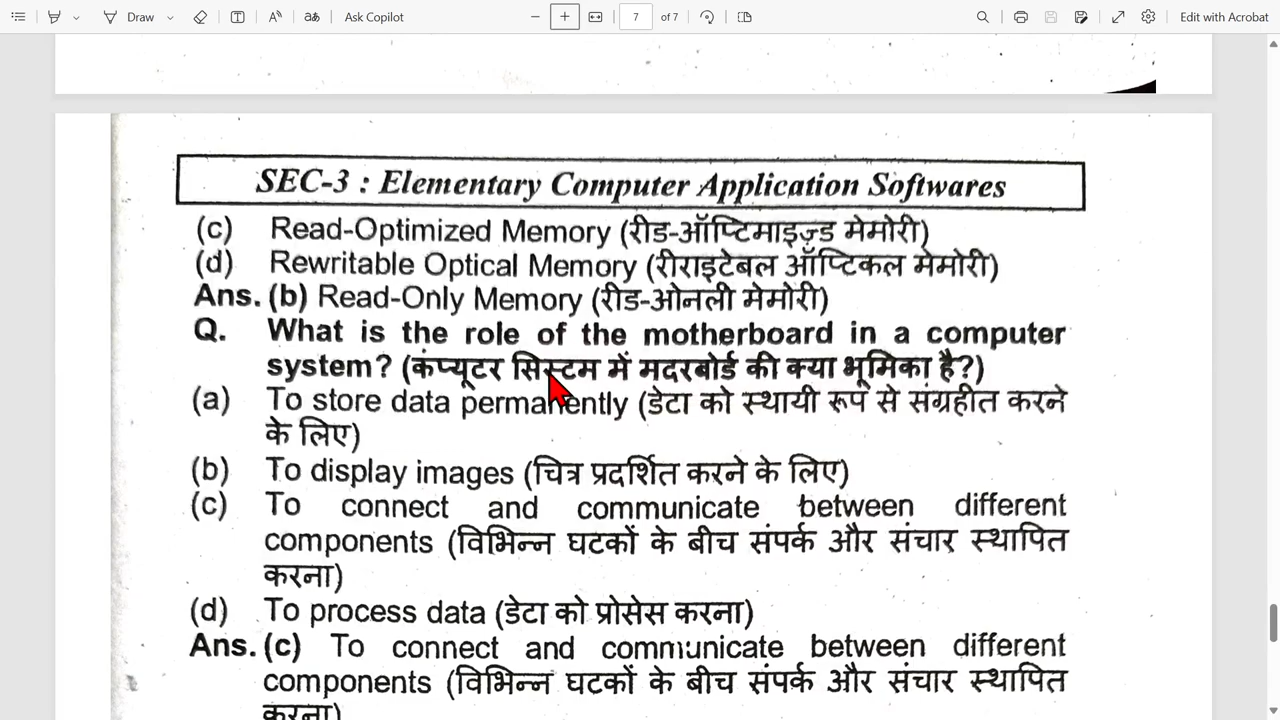 Draw
Ask Copilot
7
of 7
Edit with Acrobat
SEC-3 : Elementary Computer Application Softwares
(c) Read-Optimized Memory (रीड-ऑप्टिमाइज़्ड मेमोरी)
(d) Rewritable Optical Memory (रीराइटेबल ऑप्टिकल मेमोरी)
Ans. (b) Read-Only Memory (रीड-ओनली मेमोरी)
Q. What is the role of the motherboard in a computer
system? (कंप्यूटर सिस्टम में मदरबोर्ड की क्या भूमिका है?)
(a) To store data permanently (डेटा को स्थायी रूप से संग्रहीत करने
के लिए)
(b) To display images (चित्र प्रदर्शित करने के लिए)
(c) To connect and communicate between different
components (विभिन्न घटकों के बीच संपर्क और संचार स्थापित
करना)
(d) To process data (डेटा को प्रोसेस करना)
Ans. (c) To connect and communicate between different
components (विभिन्न घटकों के बीच संपर्क और संचार स्थापित
करना)